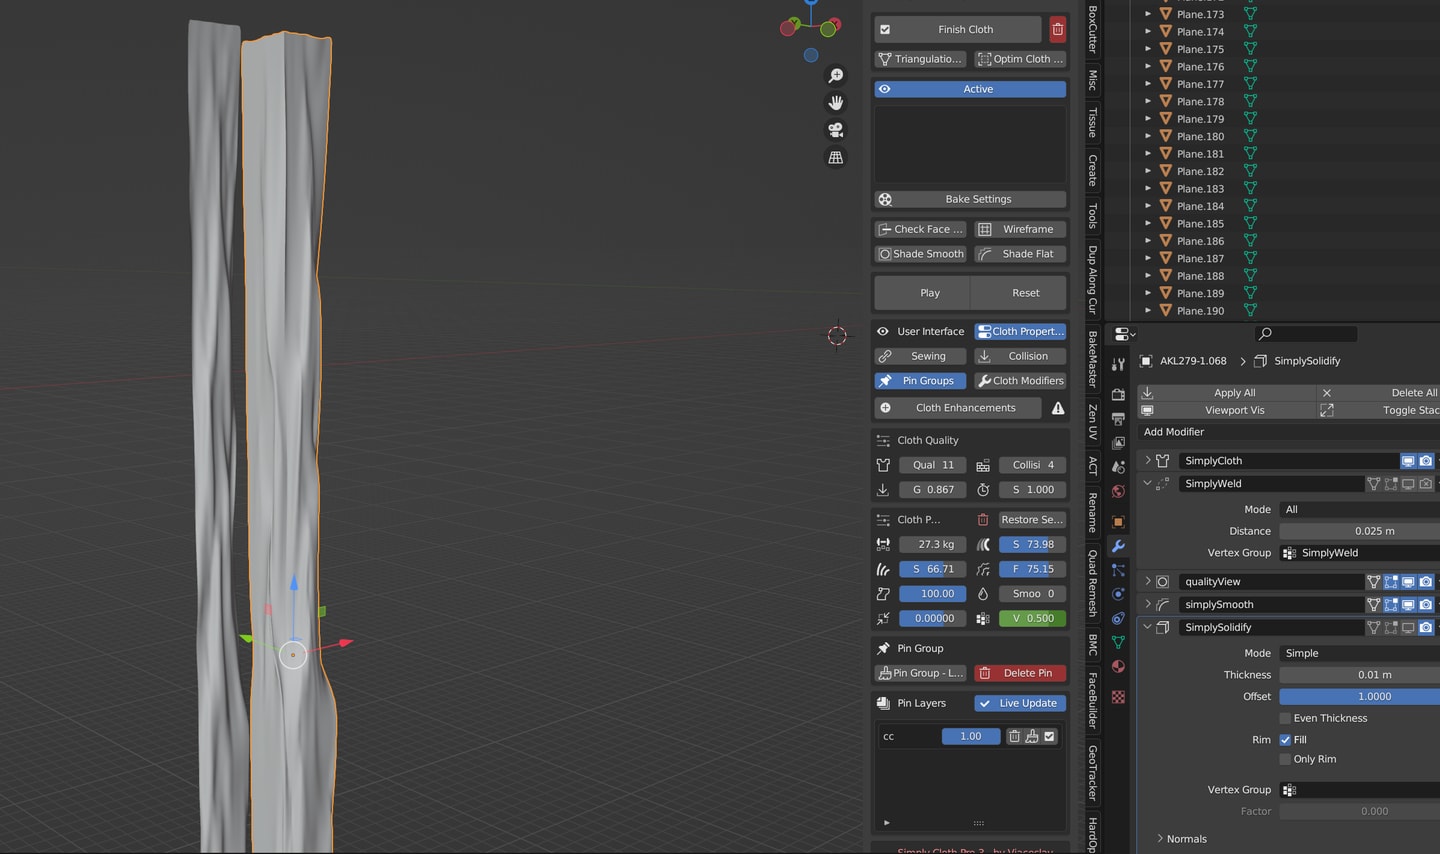 Finish Cloth
Triangulatio...
Optim Cloth ...
Active
Bake Settings
Check Face ...
Wireframe
Shade Smooth
Shade Flat
Play
Reset
User Interface
Cloth Propert...
Sewing
Collision
Pin Groups
Cloth Modifiers
Cloth Enhancements
Cloth Quality
Qual 11
Collisi 4
G 0.867
S 1.000
Cloth P...
Restore Se...
27.3 kg
S 73.98
S 66.71
F 75.15
100.00
Smoo 0
0.00000
V 0.500
Pin Group
Pin Group - L...
Delete Pin
Pin Layers
Live Update
cc
1.00
Simply Cloth Pro 3 - by Vjaceslav
BoxCutter
Misc
Tissue
Create
Tools
Dup Along Cur
BakeMaster
Zen UV
ACT
Rename
Quad Remesh
BMC
FaceBuilder
GeoTracker
HardOp
Plane.173
Plane.174
Plane.175
Plane.176
Plane.177
Plane.178
Plane.179
Plane.180
Plane.181
Plane.182
Plane.183
Plane.184
Plane.185
Plane.186
Plane.187
Plane.188
Plane.189
Plane.190
AKL279-1.068 > SimplySolidify
Apply All
Delete All
Viewport Vis
Toggle Stac
Add Modifier
SimplyCloth
SimplyWeld
Mode All
Distance 0.025 m
Vertex Group SimplyWeld
qualityView
simplySmooth
SimplySolidify
Mode Simple
Thickness 0.01 m
Offset 1.0000
Even Thickness
Rim Fill
Only Rim
Vertex Group
Factor 0.000
Normals